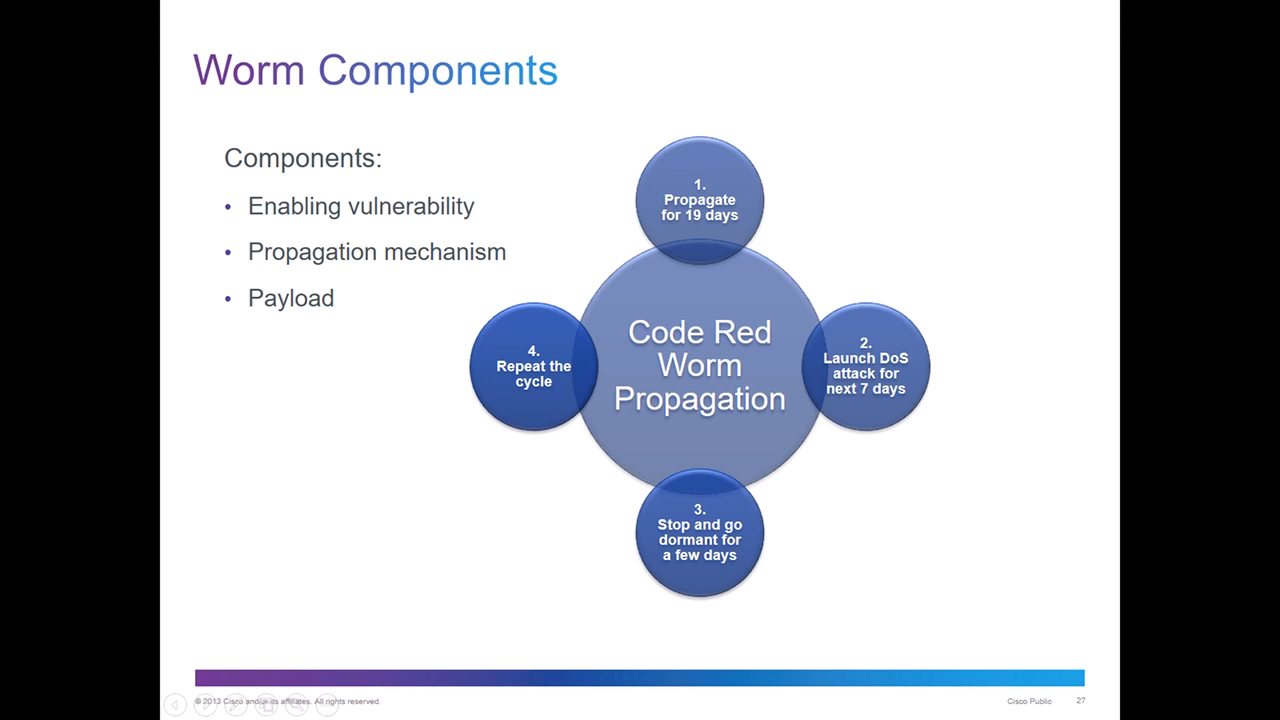 Worm Components
Components:
• Enabling vulnerability
• Propagation mechanism
• Payload
1.
Propagate
for 19 days
Code Red
Worm
Propagation
2.
Launch DoS
attack for
next 7 days
3.
Stop and go
dormant for
a few days
4.
Repeat the
cycle
© 2013 Cisco and/or its affiliates. All rights reserved.
Cisco Public
27